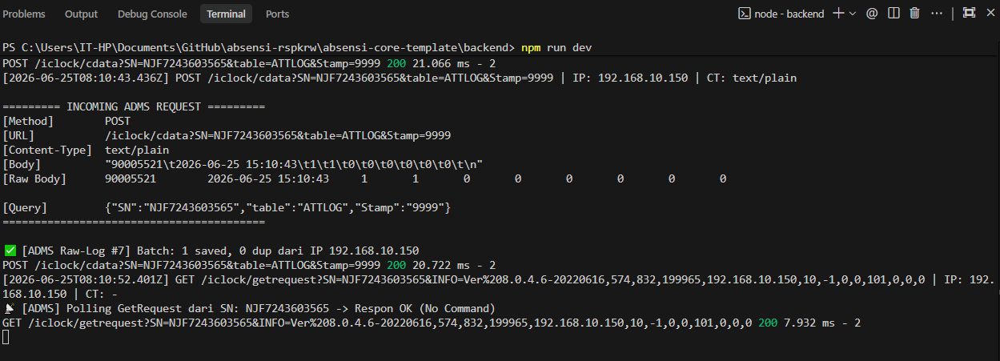 Problems Output Debug Console Terminal Ports node - backend
PS C:\Users\IT-HP\Documents\GitHub\absensi-rspkrw\absensi-core-template\backend> npm run dev
POST /iclock/cdata?SN=NJF7243603565&table=ATTLOG&Stamp=9999 200 21.066 ms - 2
[2026-06-25T08:10:43.436Z] POST /iclock/cdata?SN=NJF7243603565&table=ATTLOG&Stamp=9999 | IP: 192.168.10.150 | CT: text/plain
========= INCOMING ADMS REQUEST =========
[Method] POST
[URL] /iclock/cdata?SN=NJF7243603565&table=ATTLOG&Stamp=9999
[Content-Type] text/plain
[Body] "90005521\t2026-06-25 15:10:43\t1\t1\t0\t0\t0\t0\t0\t0\t\n"
[Raw Body] 90005521 2026-06-25 15:10:43 1 1 0 0 0 0 0 0
[Query] {"SN":"NJF7243603565","table":"ATTLOG","Stamp":"9999"}
=========================================
✅ [ADMS Raw-Log #7] Batch: 1 saved, 0 dup dari IP 192.168.10.150
POST /iclock/cdata?SN=NJF7243603565&table=ATTLOG&Stamp=9999 200 20.722 ms - 2
[2026-06-25T08:10:52.401Z] GET /iclock/getrequest?SN=NJF7243603565&INFO=Ver%208.0.4.6-20220616,574,832,199965,192.168.10.150,10,-1,0,0,101,0,0,0 | IP: 192.
168.10.150 | CT: -
📡 [ADMS] Polling GetRequest dari SN: NJF7243603565 -> Respon OK (No Command)
GET /iclock/getrequest?SN=NJF7243603565&INFO=Ver%208.0.4.6-20220616,574,832,199965,192.168.10.150,10,-1,0,0,101,0,0,0 200 7.932 ms - 2